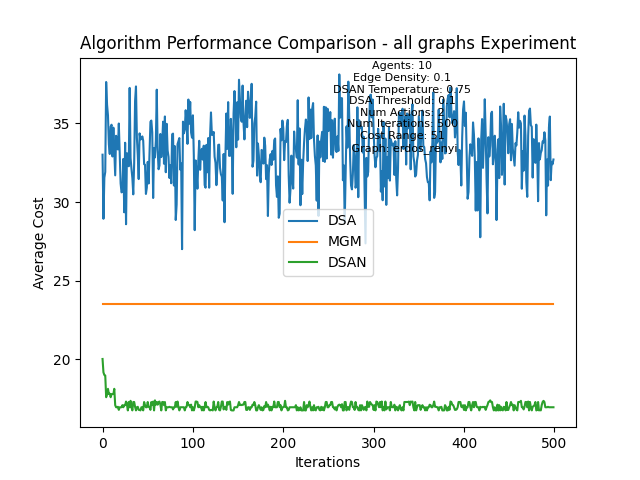 Algorithm Performance Comparison - all graphs Experiment
Agents: 10
Edge Density: 0.1
DSAN Temperature: 0.75
DSA Threshold: 0.1
Num Actions: 2
Num Iterations: 500
Cost Range: 51
Graph: erdos_renyi
Average Cost
35
30
25
20
DSA
MGM
DSAN
0
100
200
300
400
500
Iterations